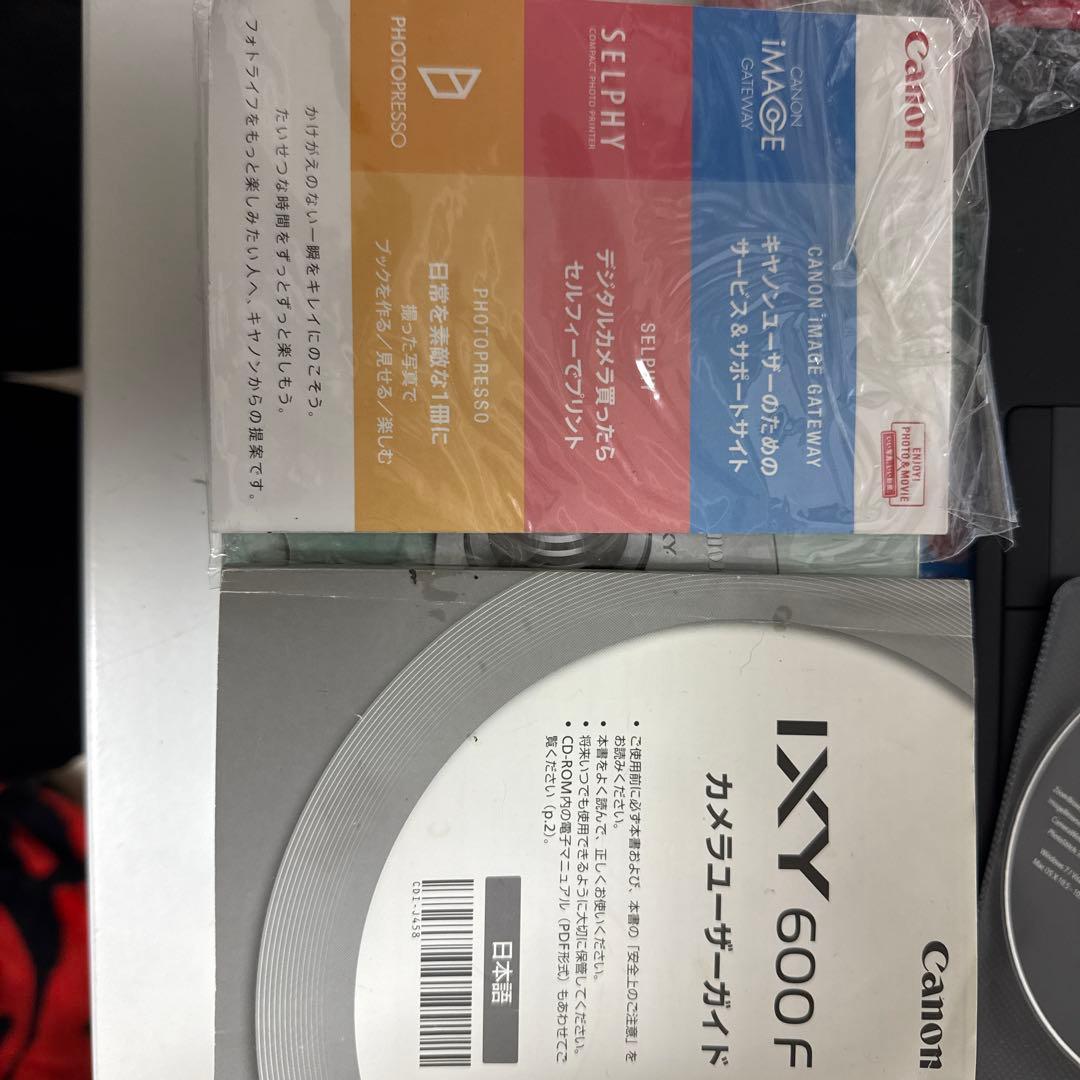 Canon
ENJOY!
PHOTO & MOVIE
CANON
iMAGE
GATEWAY
CANON iMAGE GATEWAY
キヤノンユーザーのための
サービス&サポートサイト
SELPHY
COMPACT PHOTO PRINTER
SELPHY
デジタルカメラ買ったら
セルフィーでプリント
PHOTOPRESSO
PHOTOPRESSO
日常を素敵な1冊に
撮った写真で
ブックを作る／見せる／楽しむ
かけがえのない一瞬をキレイにのこそう。
たいせつな時間をずっとずっと楽しもう。
フォトライフをもっと楽しみたい人へ、キヤノンからの提案です。
XY
Canon
IXY 600F
カメラユーザーガイド
• ご使用前に必ず本書および、本書の「安全上のご注意」を
お読みください。
• 本書をよく読んで、正しくお使いください。
• 将来いつでも使用できるように大切に保管してください。
• CD-ROM内の電子マニュアル（PDF形式）もあわせてご
覧ください（p.2）。
日本語
CDI-J458